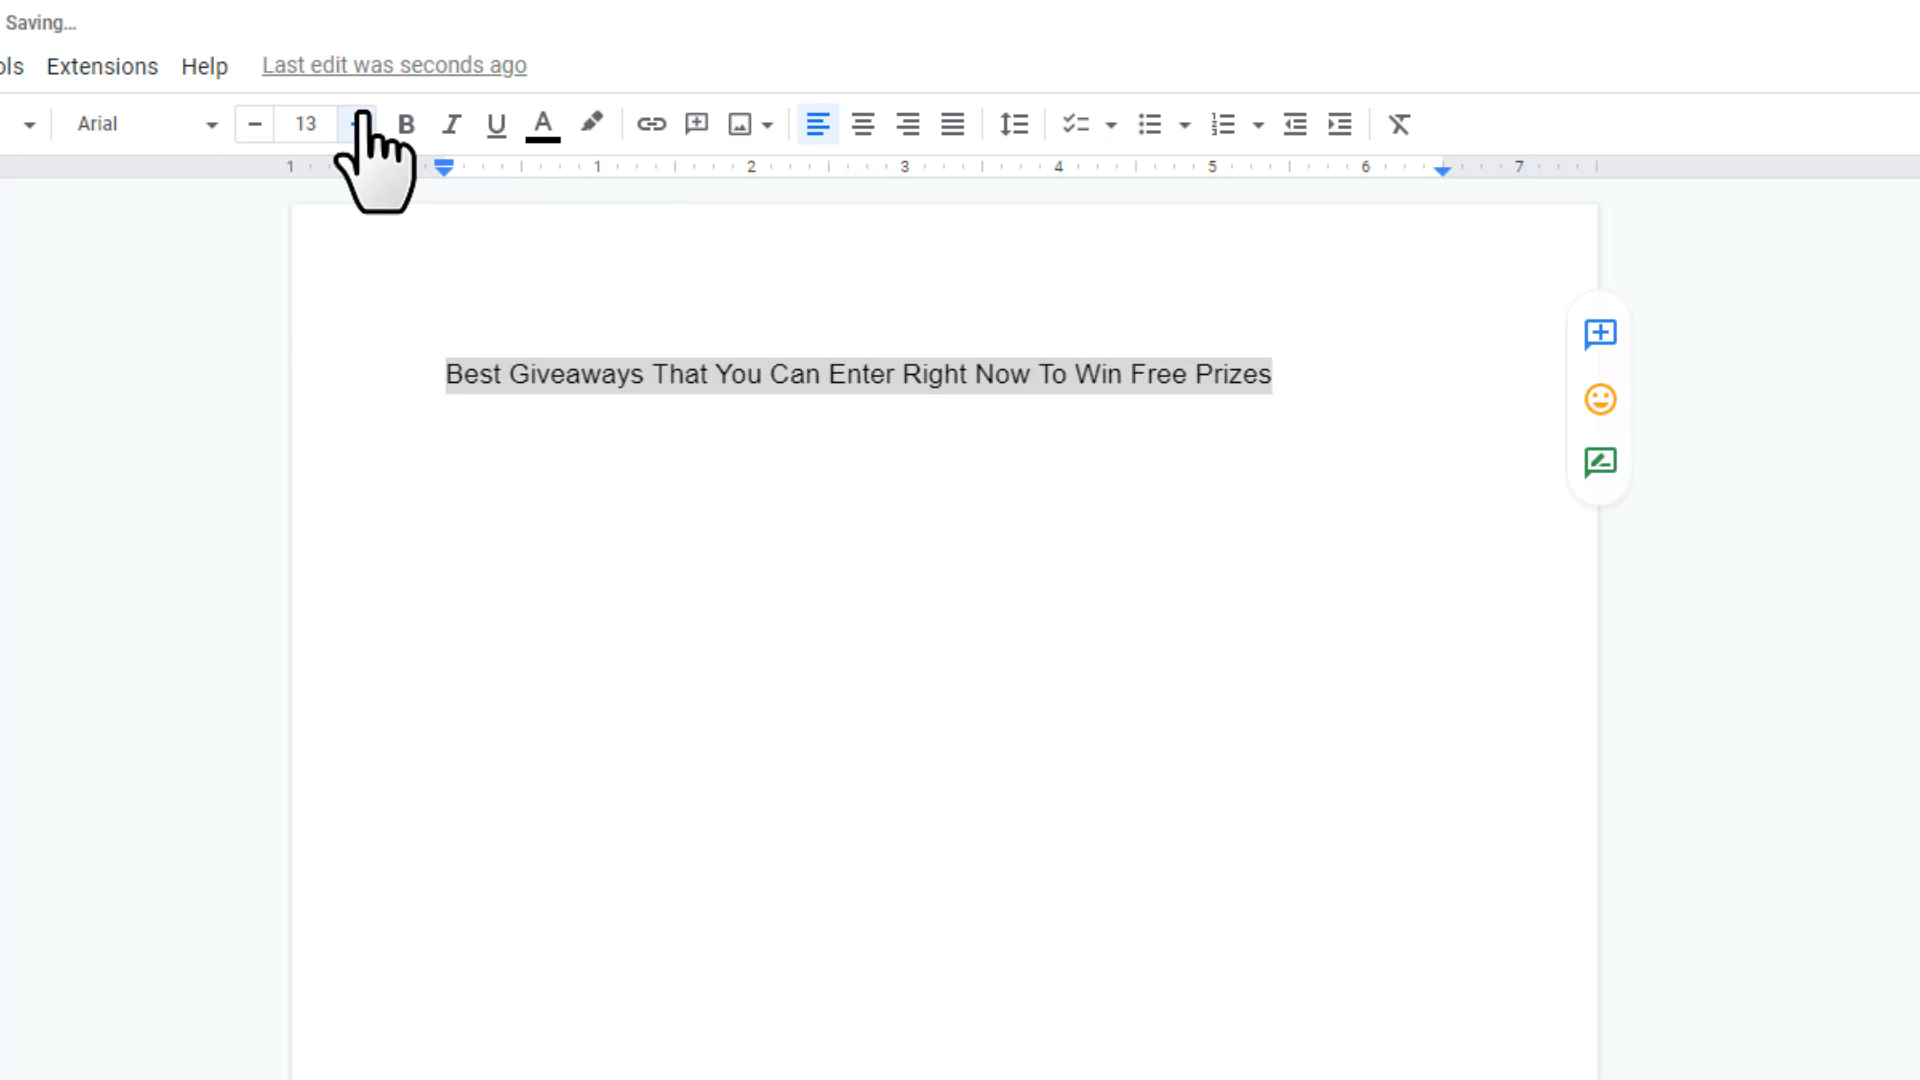 Saving...
ols Extensions Help Last edit was seconds ago
Arial 13 B I U A
1 1 2 3 4 5 6 7
Best Giveaways That You Can Enter Right Now To Win Free Prizes